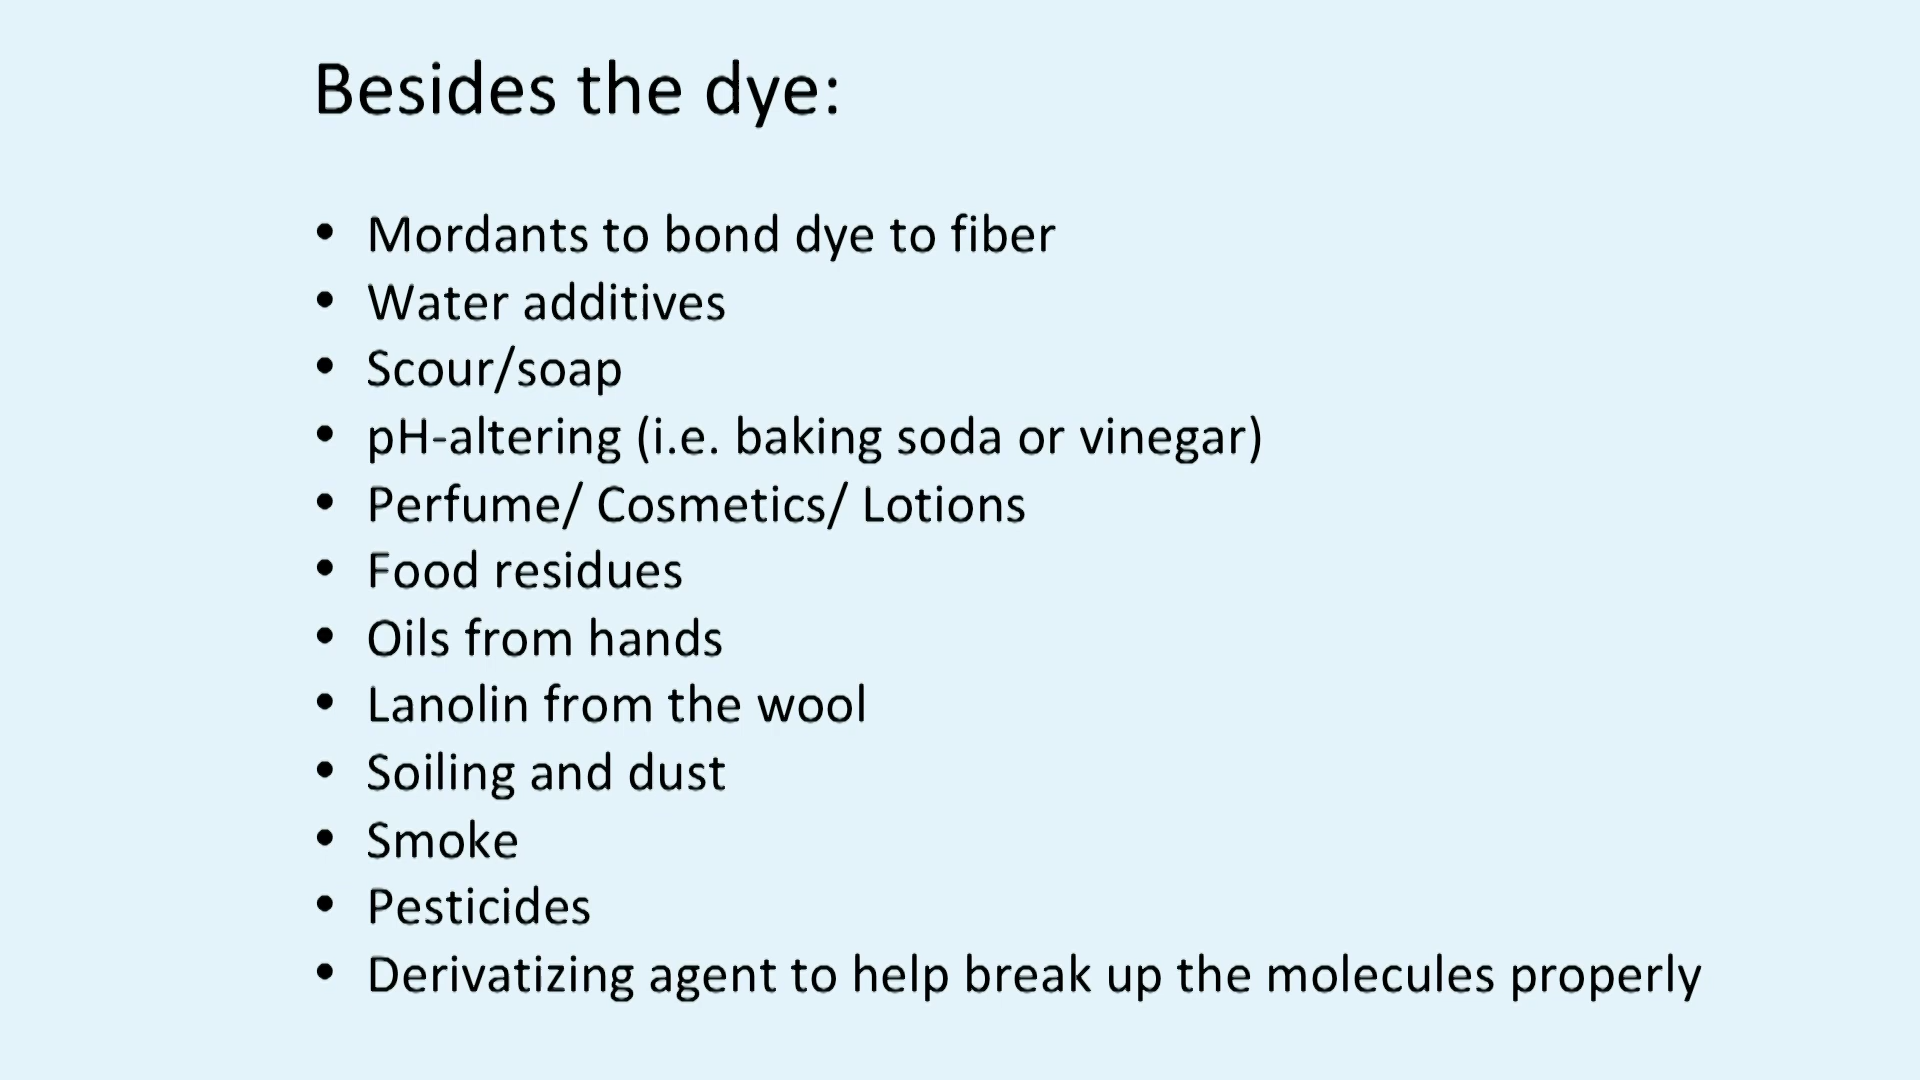 Besides the dye:
• Mordants to bond dye to fiber
• Water additives
• Scour/soap
• pH-altering (i.e. baking soda or vinegar)
• Perfume/ Cosmetics/ Lotions
• Food residues
• Oils from hands
• Lanolin from the wool
• Soiling and dust
• Smoke
• Pesticides
• Derivatizing agent to help break up the molecules properly